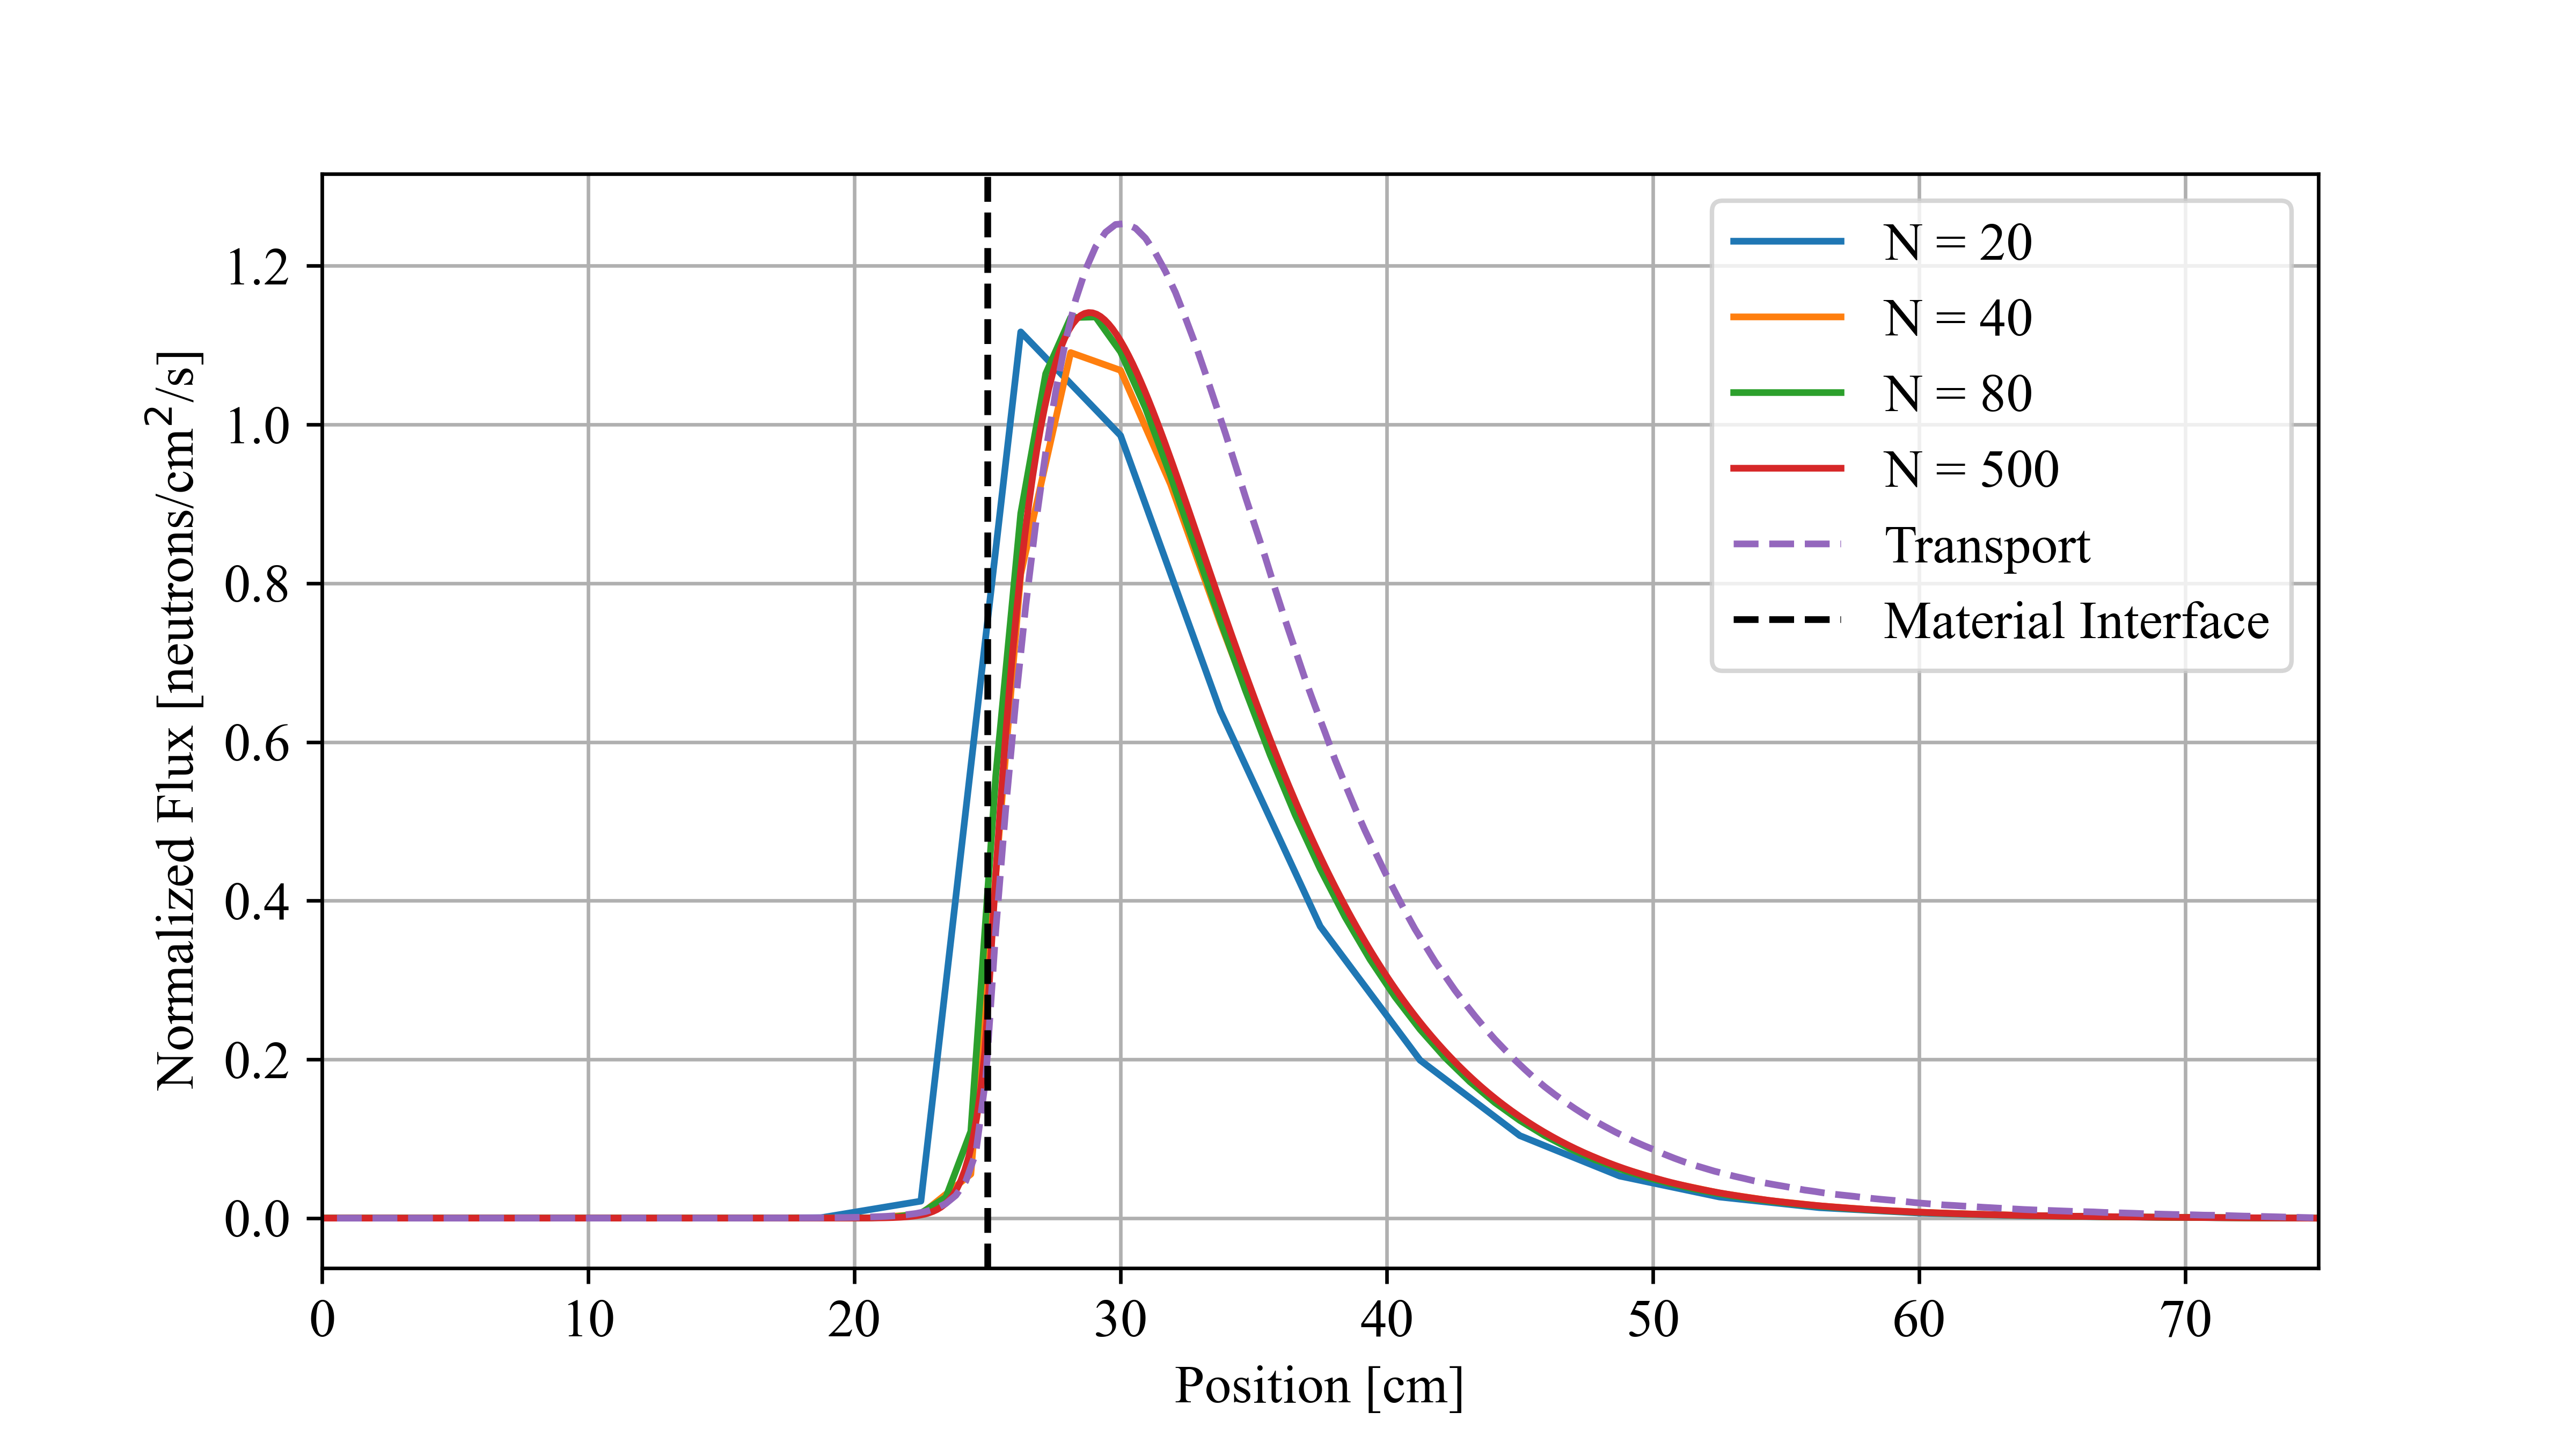 Normalized Flux [neutrons/cm²/s]
1.2
1.0
0.8
0.6
0.4
0.2
0.0
N = 20
N = 40
N = 80
N = 500
Transport
Material Interface
0 10 20 30 40 50 60 70
Position [cm]